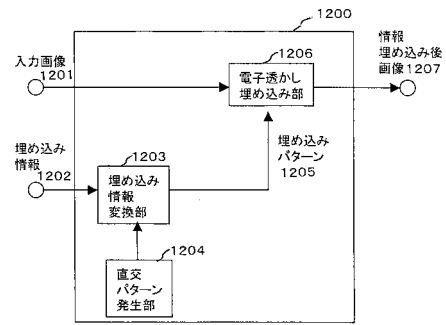 1200
入力画像
1201
1206
電子透かし
埋め込み部
情報
埋め込み後
画像1207
埋め込み
情報
1202
1203
埋め込み
情報
変換部
埋め込み
パターン
1205
1204
直交
パターン
発生部